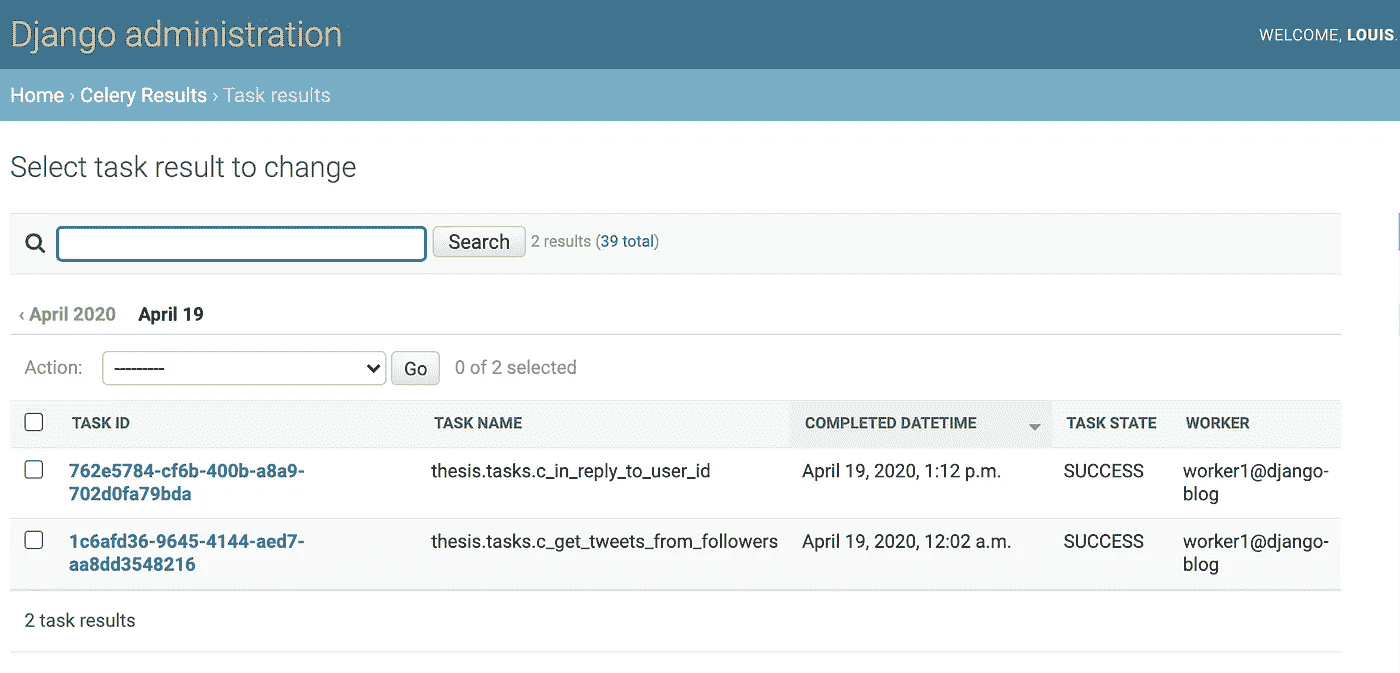 Django administration
WELCOME, LOUIS.
Home › Celery Results › Task results
Select task result to change
Search 2 results (39 total)
‹ April 2020 April 19
Action: --------- Go 0 of 2 selected
TASK ID TASK NAME COMPLETED DATETIME TASK STATE WORKER
762e5784-cf6b-400b-a8a9- thesis.tasks.c_in_reply_to_user_id April 19, 2020, 1:12 p.m. SUCCESS worker1@django-
702d0fa79bda blog
1c6afd36-9645-4144-aed7- thesis.tasks.c_get_tweets_from_followers April 19, 2020, 12:02 a.m. SUCCESS worker1@django-
aa8dd3548216 blog
2 task results